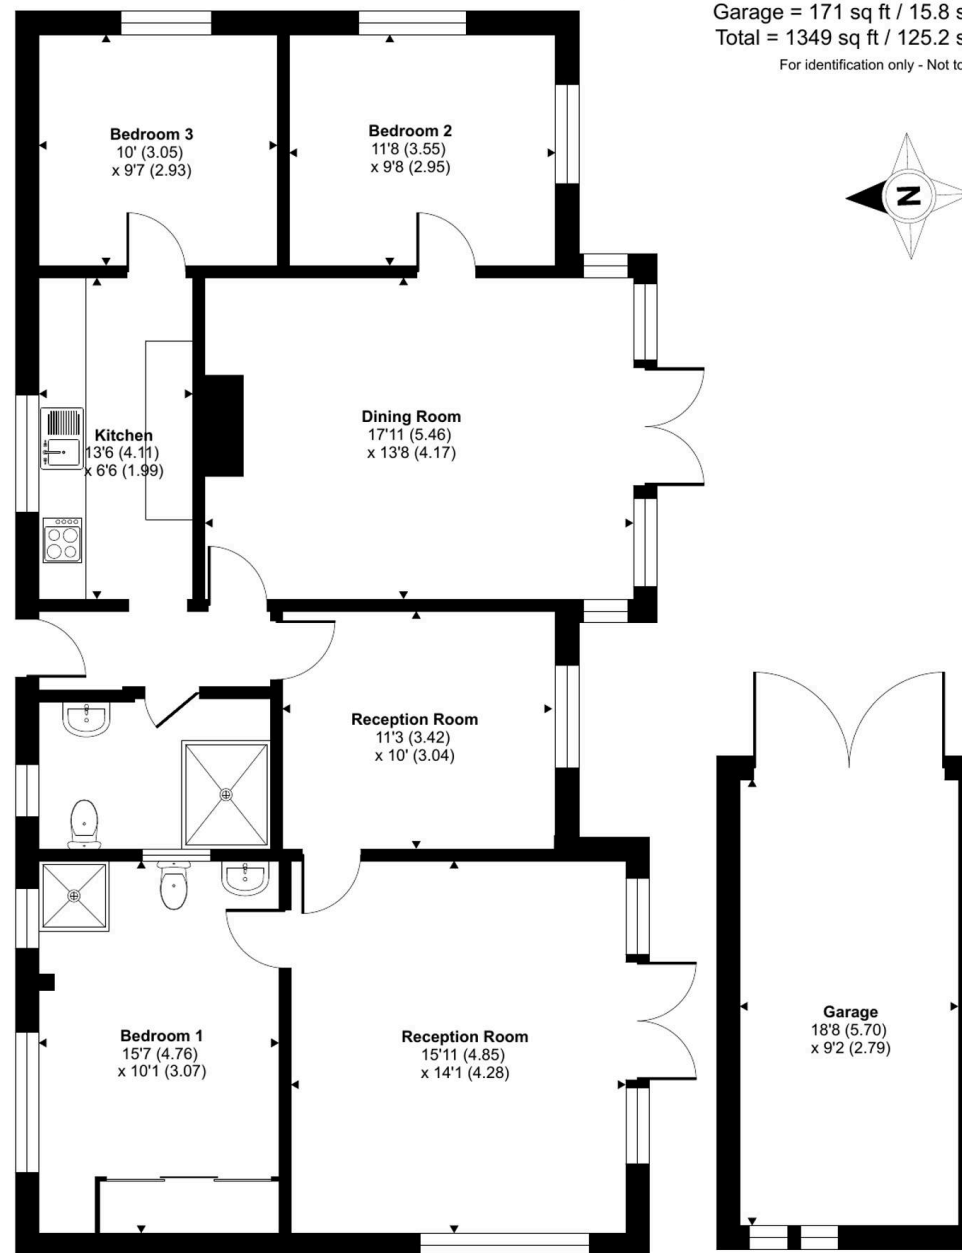 Garage = 171 sq ft / 15.8 s
Total = 1349 sq ft / 125.2 s
For identification only - Not to
Bedroom 3
10' (3.05)
x 9'7 (2.93)
Bedroom 2
11'8 (3.55)
x 9'8 (2.95)
N
Kitchen
13'6 (4.11)
x 6'6 (1.99)
Dining Room
17'11 (5.46)
x 13'8 (4.17)
Reception Room
11'3 (3.42)
x 10' (3.04)
Bedroom 1
15'7 (4.76)
x 10'1 (3.07)
Reception Room
15'11 (4.85)
x 14'1 (4.28)
Garage
18'8 (5.70)
x 9'2 (2.79)